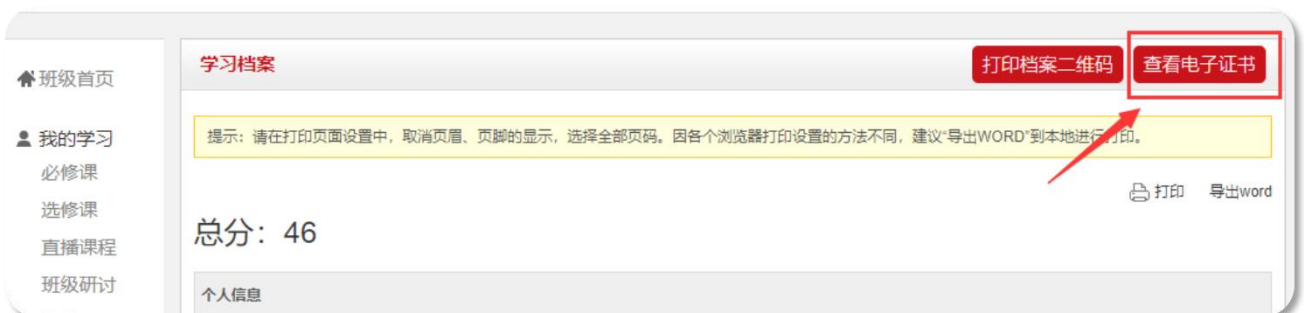 班级首页
我的学习
必修课
选修课
直播课程
班级研讨
学习档案
打印档案二维码
查看电子证书
提示：请在打印页面设置中，取消页眉、页脚的显示，选择全部页码。因各个浏览器打印设置的方法不同，建议“导出WORD”到本地进行打印。
打印 导出word
总分：46
个人信息